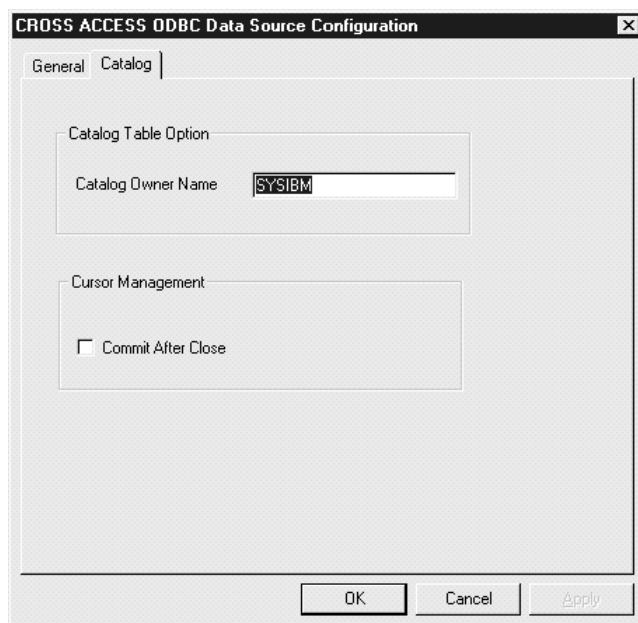 CROSS ACCESS ODBC Data Source Configuration
General Catalog
Catalog Table Option
Catalog Owner Name SYSIBM
Cursor Management
Commit After Close
OK Cancel Apply